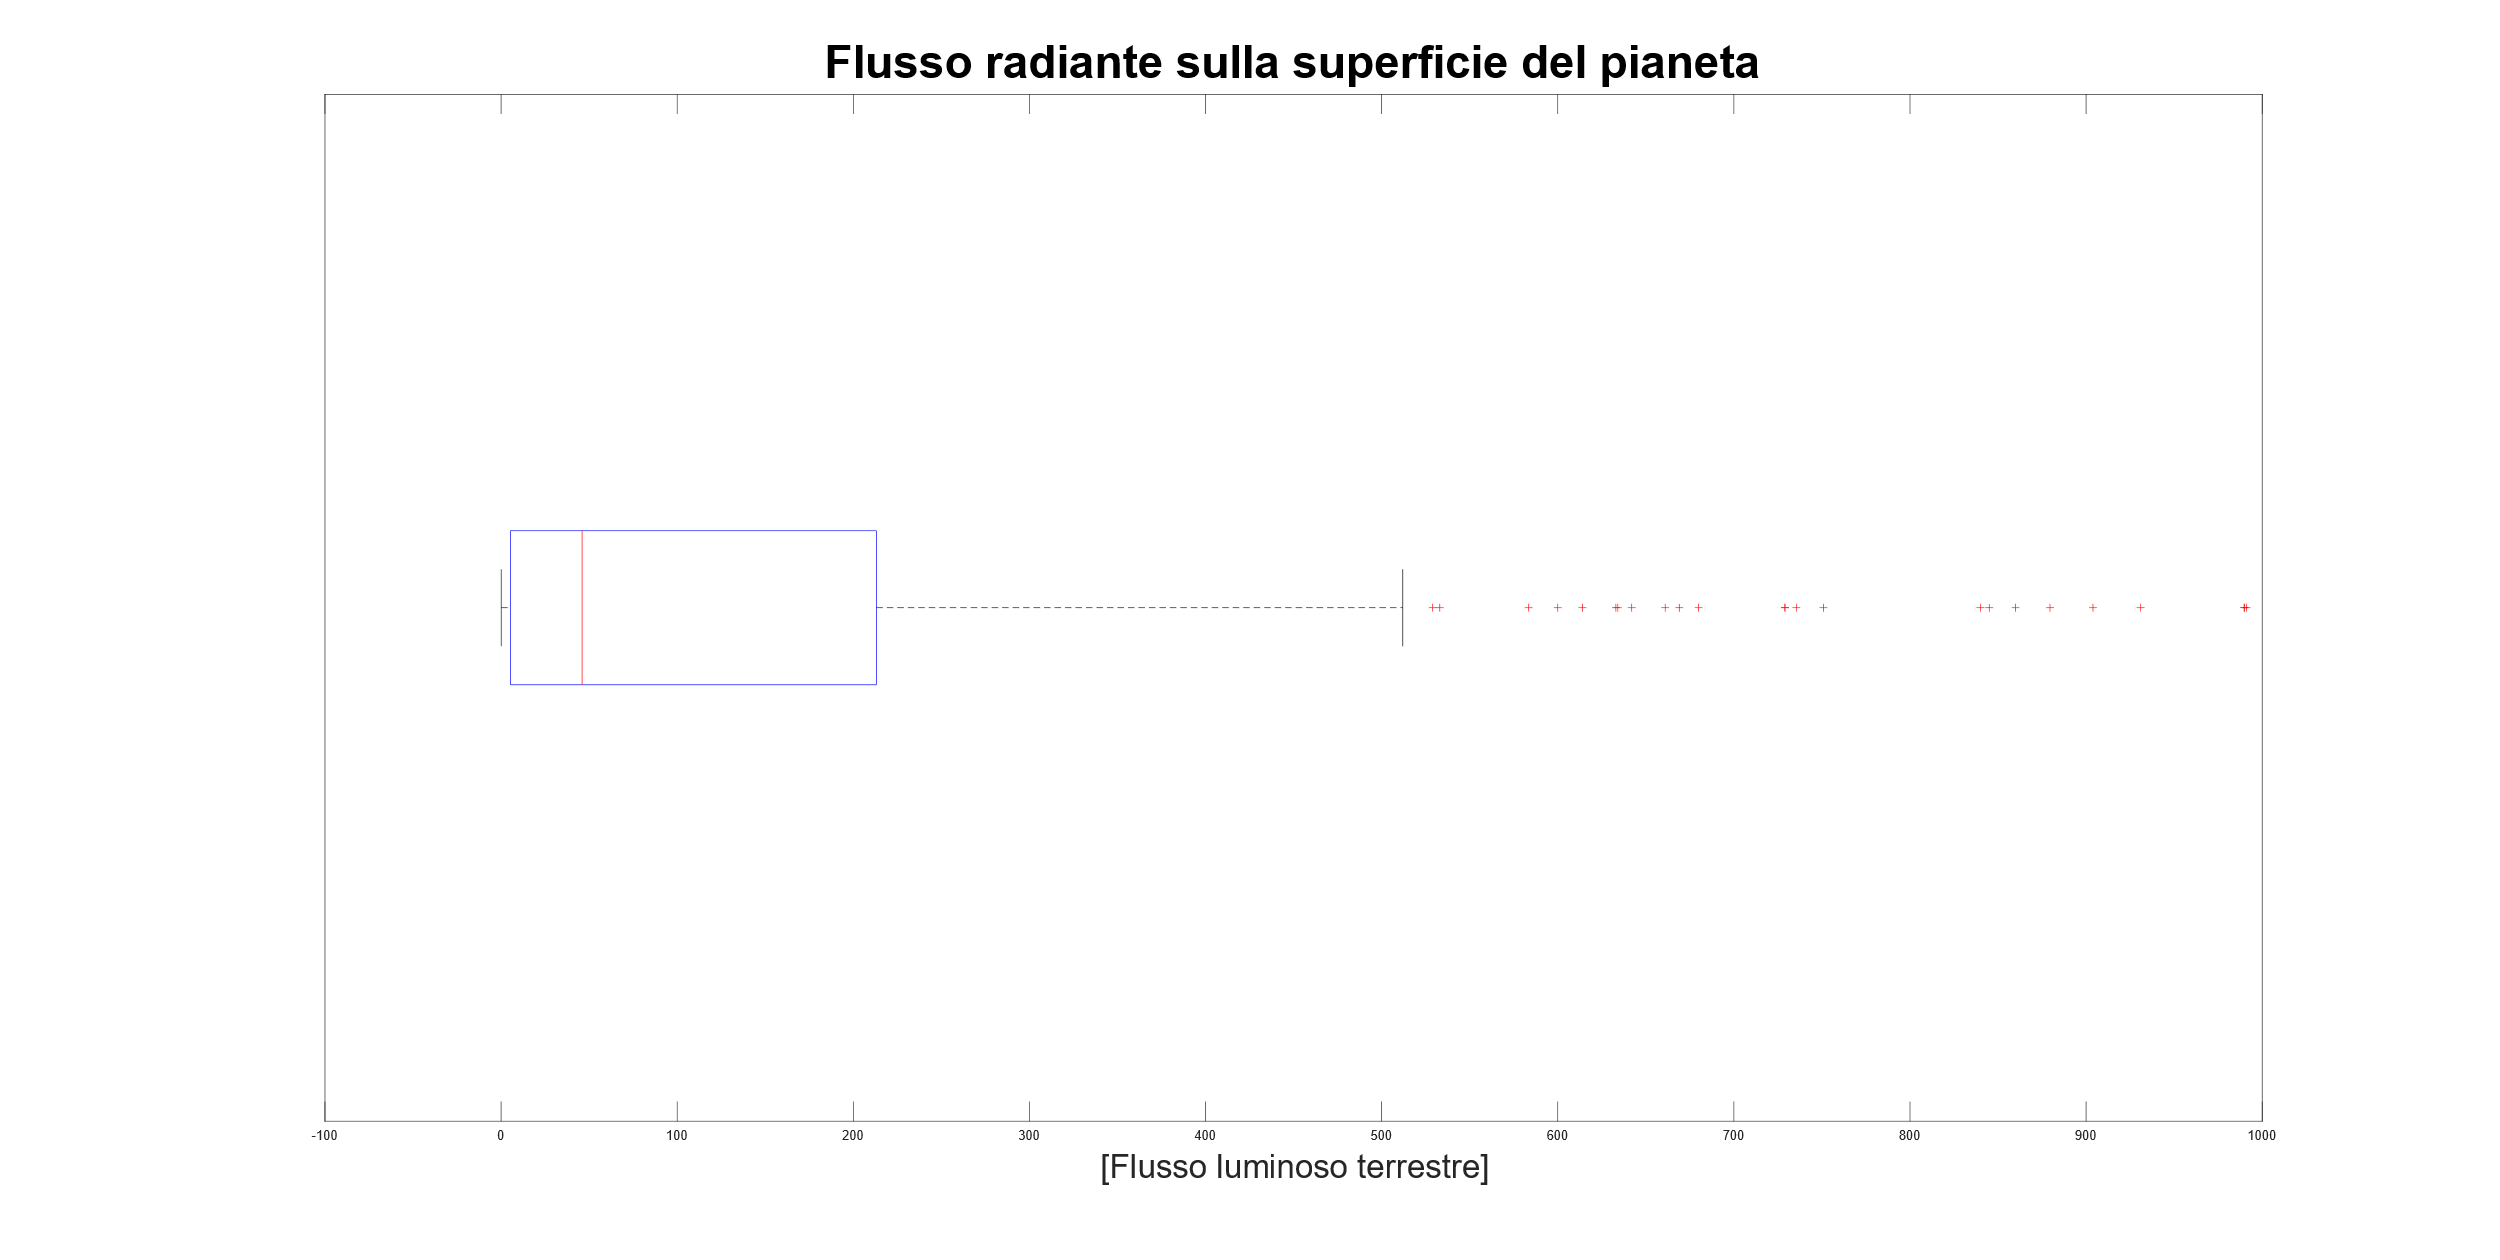 Flusso radiante sulla superficie del pianeta
-100 0 100 200 300 400 500 600 700 800 900 1000
[Flusso luminoso terrestre]